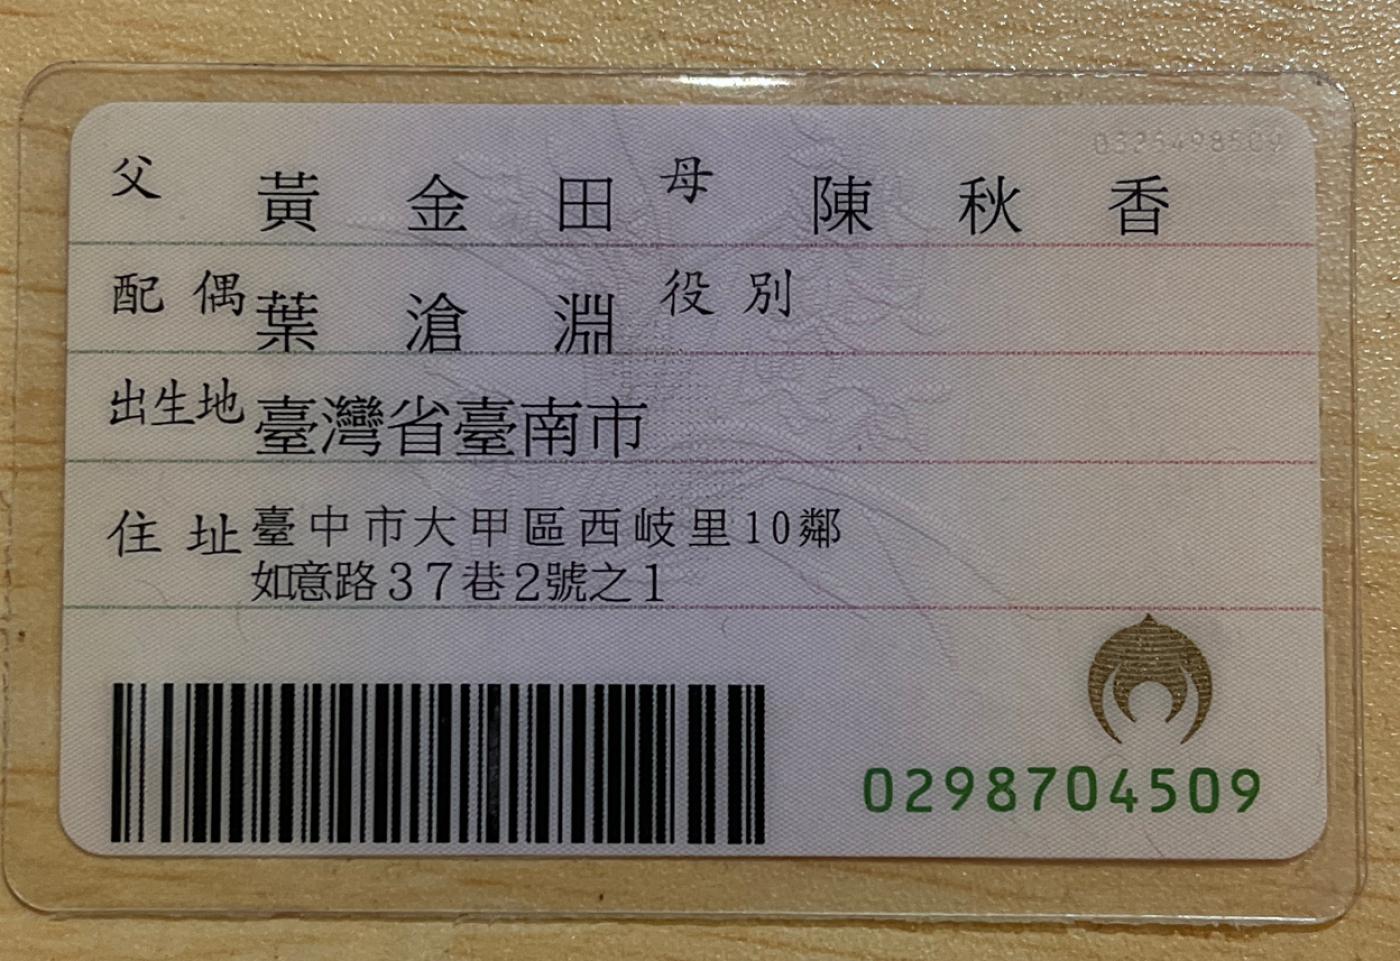 父 黃金田 母 陳秋香
配偶 葉滄淵 役別
出生地 臺灣省臺南市
住址 臺中市大甲區西岐里10鄰
如意路37巷2號之1
0298704509